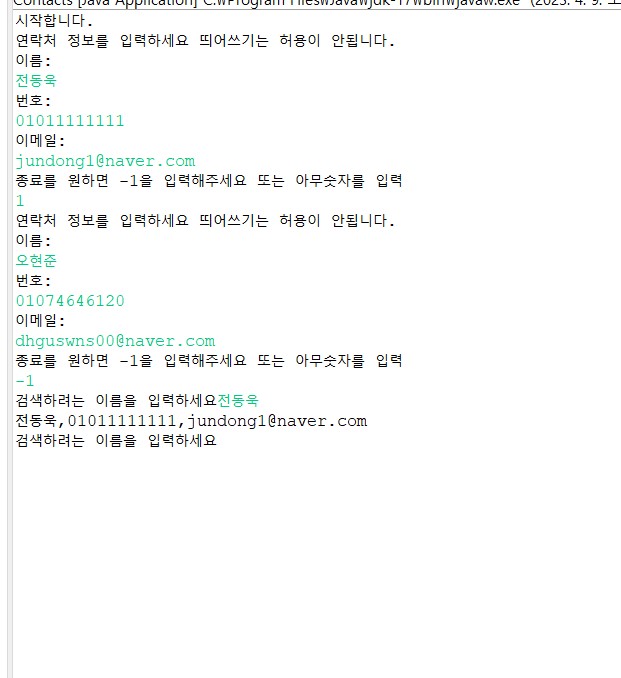 Contacts [Java Application] C:\Program Files\Java\jdk-17\bin\javaw.exe (2023. 4. 9. 오
시작합니다.
연락처 정보를 입력하세요 띄어쓰기는 허용이 안됩니다.
이름:
전동욱
번호:
01011111111
이메일:
jundong1@naver.com
종료를 원하면 -1을 입력해주세요 또는 아무숫자를 입력
1
연락처 정보를 입력하세요 띄어쓰기는 허용이 안됩니다.
이름:
오현준
번호:
01074646120
이메일:
dhguswns00@naver.com
종료를 원하면 -1을 입력해주세요 또는 아무숫자를 입력
-1
검색하려는 이름을 입력하세요전동욱
전동욱,01011111111,jundong1@naver.com
검색하려는 이름을 입력하세요